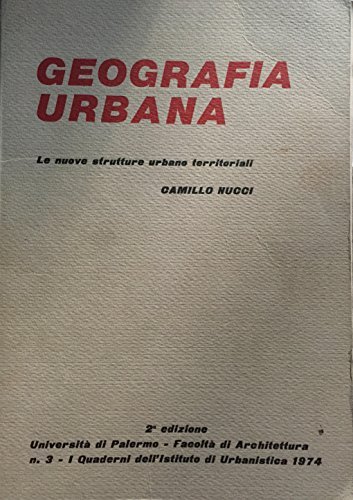 GEOGRAFIA
URBANA
Le nuove strutture urbano territoriali
CAMILLO NUCCI
2ª edizione
Università di Palermo - Facoltà di Architettura
n. 3 - I Quaderni dell'Istituto di Urbanistica 1974